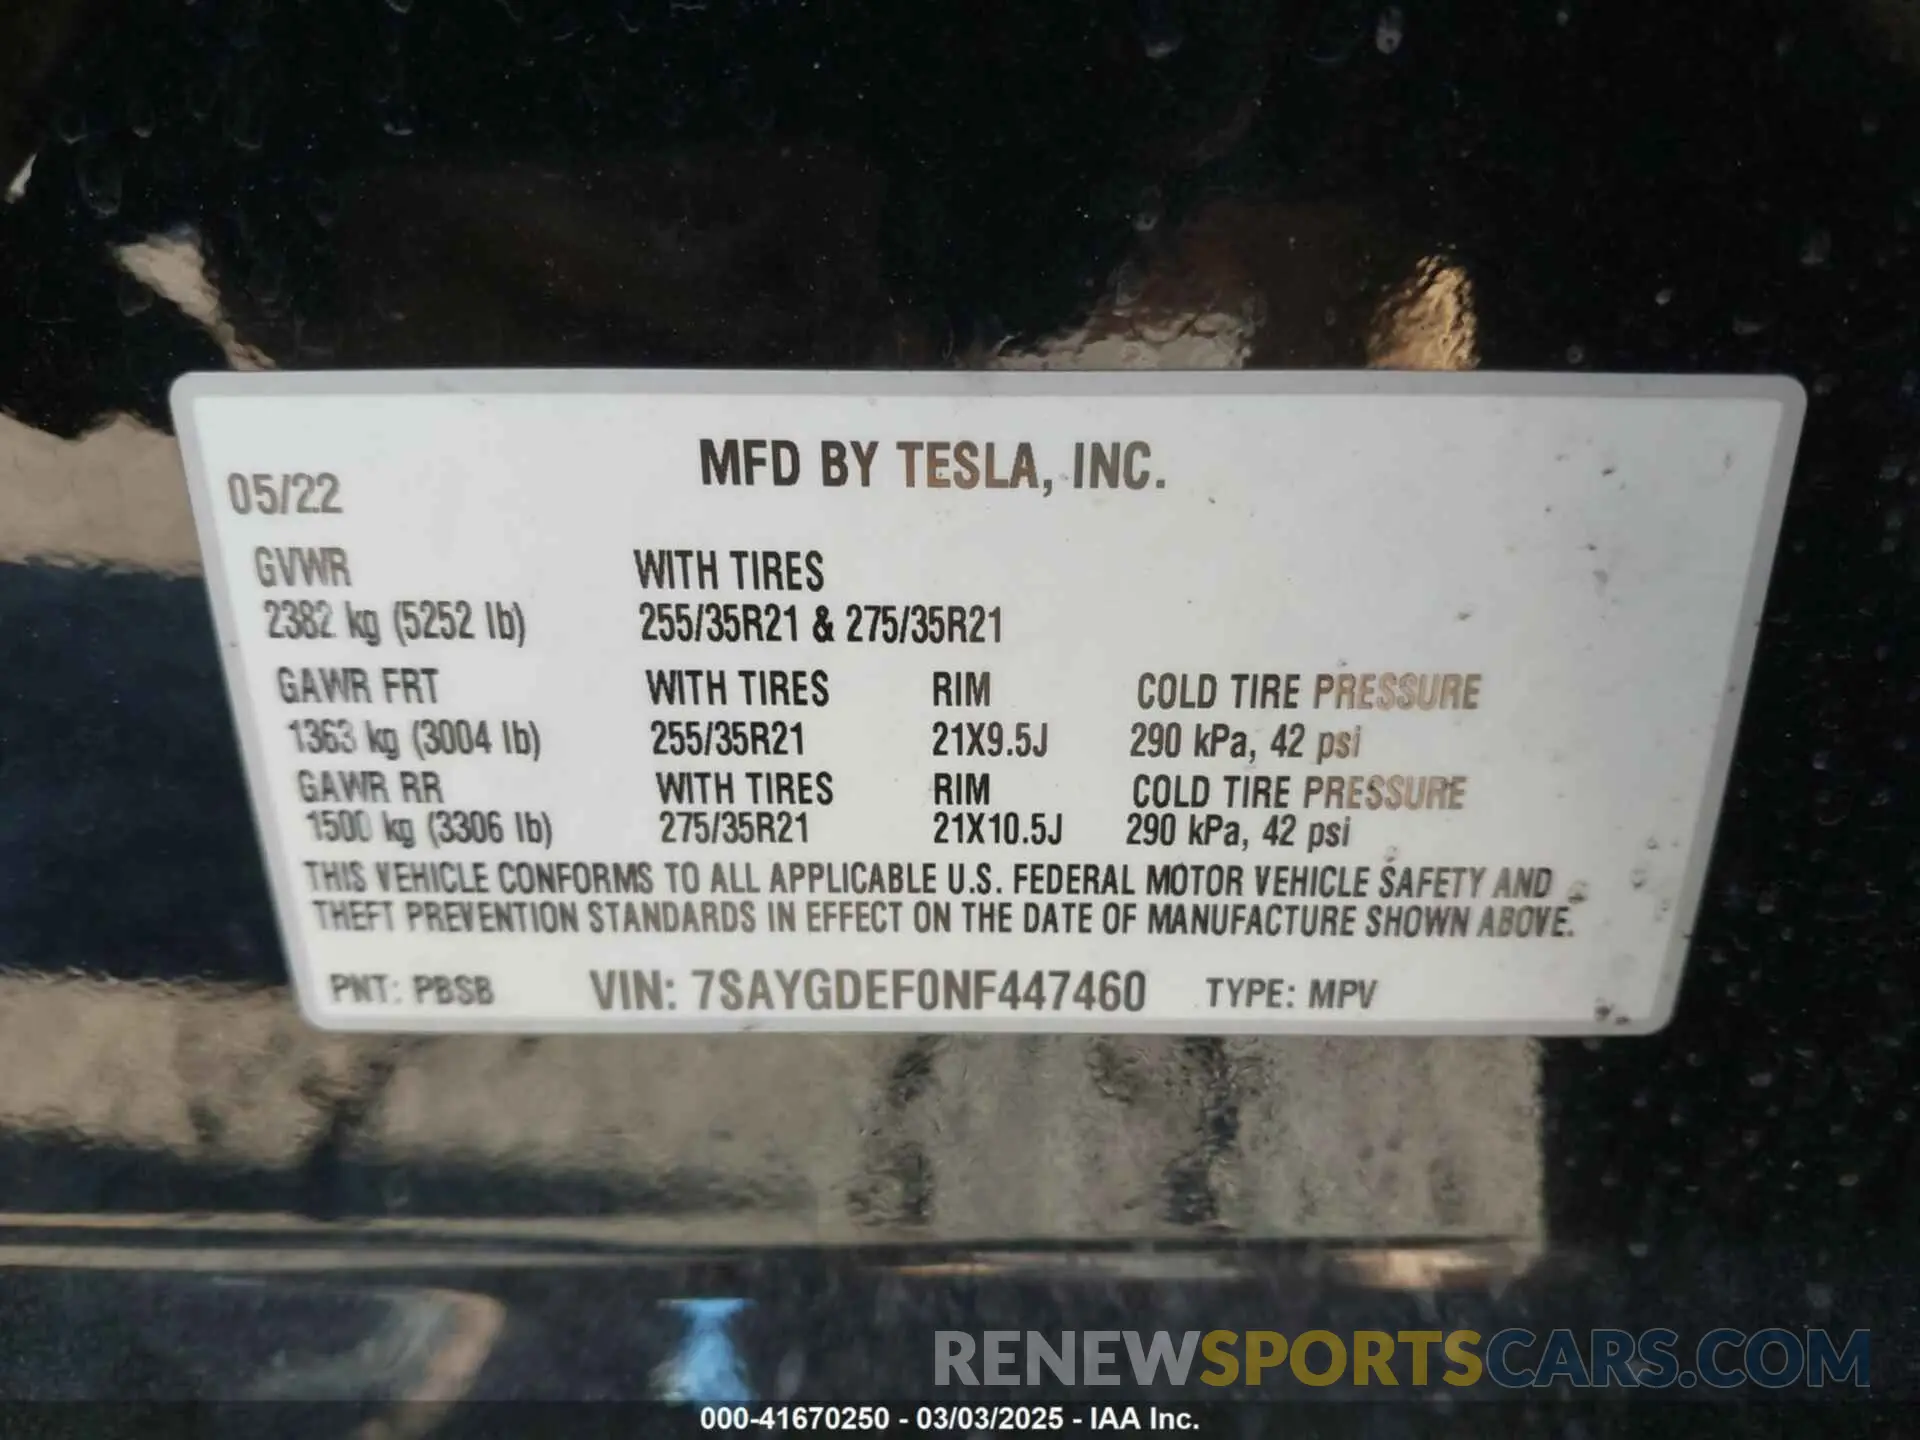 MFD BY TESLA, INC.
05/22
GVWR WITH TIRES
2382 kg (5252 lb) 255/35R21 & 275/35R21
GAWR FRT WITH TIRES RIM COLD TIRE PRESSURE
1363 kg (3004 lb) 255/35R21 21X9.5J 290 kPa, 42 psi
GAWR RR WITH TIRES RIM COLD TIRE PRESSURE
1500 kg (3306 lb) 275/35R21 21X10.5J 290 kPa, 42 psi
THIS VEHICLE CONFORMS TO ALL APPLICABLE U.S. FEDERAL MOTOR VEHICLE SAFETY AND
THEFT PREVENTION STANDARDS IN EFFECT ON THE DATE OF MANUFACTURE SHOWN ABOVE.
PNT: PBSB VIN: 7SAYGDEF0NF447460 TYPE: MPV
RENEWSPORTSCARS.COM
000-41670250 - 03/03/2025 - IAA Inc.